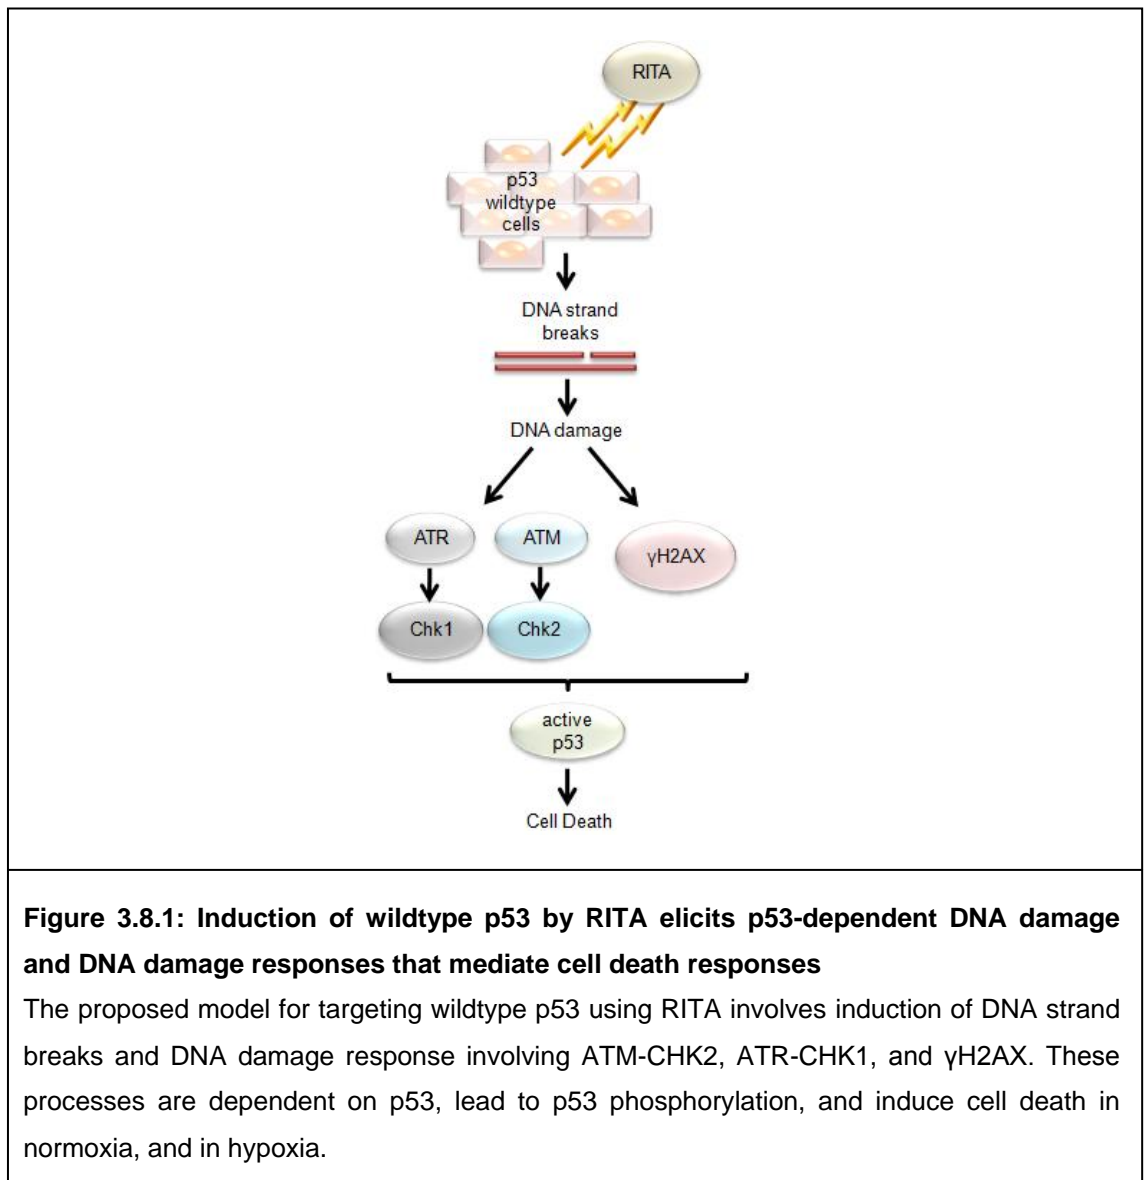 RITA
p53
wildtype
cells
DNA strand
breaks
DNA damage
ATR
ATM
γH2AX
Chk1
Chk2
active
p53
Cell Death
Figure 3.8.1: Induction of wildtype p53 by RITA elicits p53-dependent DNA damage
and DNA damage responses that mediate cell death responses
The proposed model for targeting wildtype p53 using RITA involves induction of DNA strand
breaks and DNA damage response involving ATM-CHK2, ATR-CHK1, and γH2AX. These
processes are dependent on p53, lead to p53 phosphorylation, and induce cell death in
normoxia, and in hypoxia.